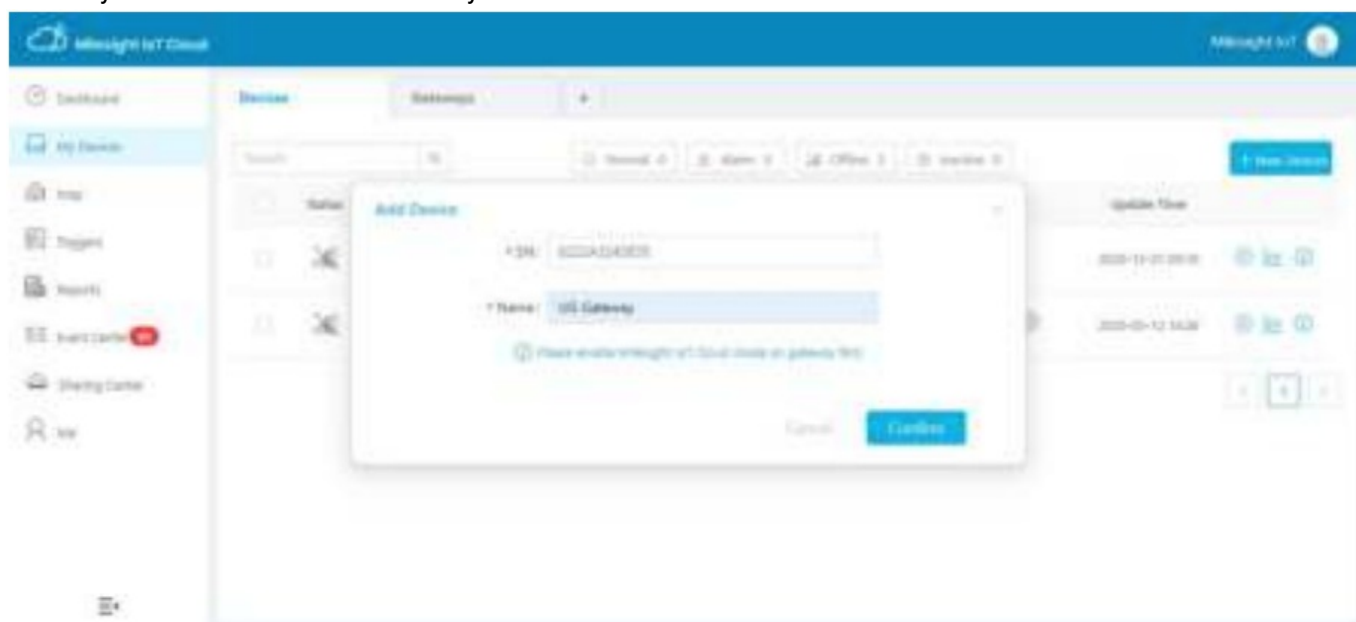 Milesight IoT Cloud
Milesight IoT
Dashboard
Devices
Gateways
+
My Devices
Search
Normal
Alarm
Offline
Inactive
+ New Devices
Map
Status
Add Device
Update Time
Triggers
* SN:
Reports
* Name: UG Gateway
Event Center
Please enable milesight IoT Cloud mode on gateway first
Sharing Center
Me
Cancel
Confirm